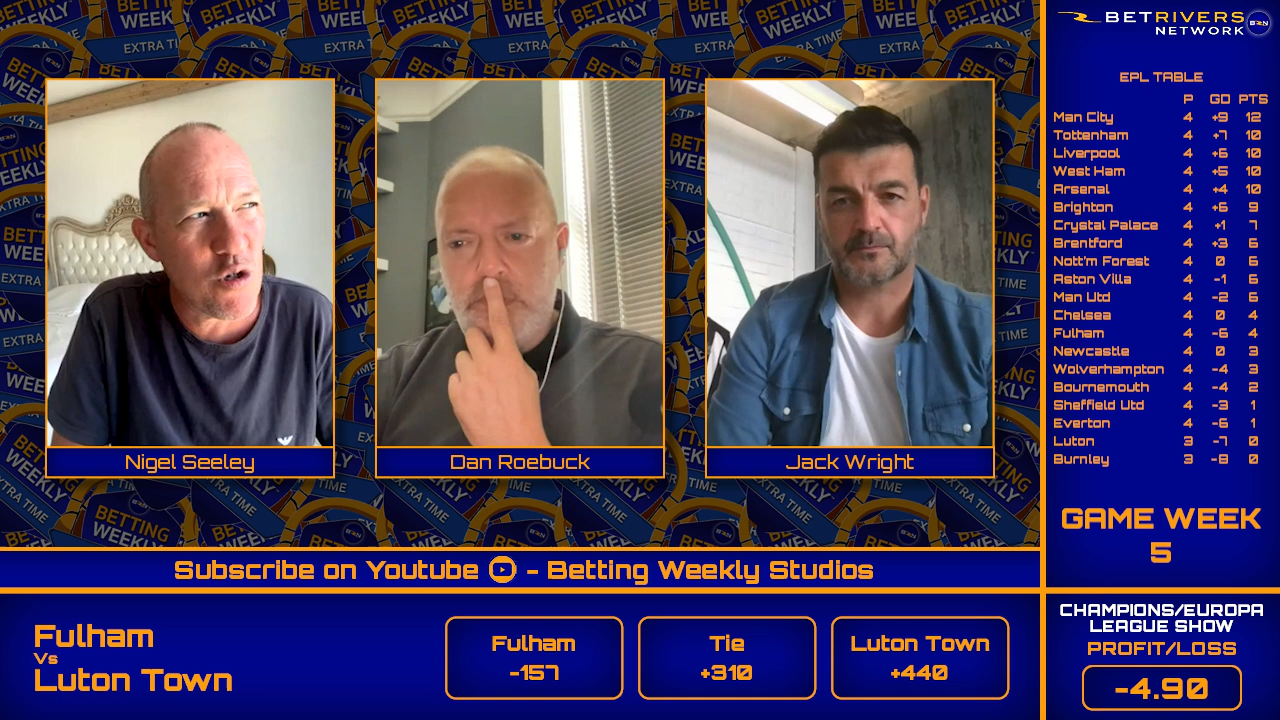 BETRIVERS
NETWORK
BRN
EPL TABLE
P GD PTS
Man City 4 +9 12
Tottenham 4 +7 10
Liverpool 4 +6 10
West Ham 4 +5 10
Arsenal 4 +4 10
Brighton 4 +6 9
Crystal Palace 4 +1 7
Brentford 4 +3 6
Nott'm Forest 4 0 6
Aston Villa 4 -1 6
Man Utd 4 -2 6
Chelsea 4 0 4
Fulham 4 -6 4
Newcastle 4 0 3
Wolverhampton 4 -4 3
Bournemouth 4 -4 2
Sheffield Utd 4 -3 1
Everton 4 -6 1
Luton 3 -7 0
Burnley 3 -8 0
GAME WEEK
5
Nigel Seeley
Dan Roebuck
Jack Wright
Subscribe on Youtube - Betting Weekly Studios
Fulham
Vs
Luton Town
Fulham
-157
Tie
+310
Luton Town
+440
CHAMPIONS/EUROPA
LEAGUE SHOW
PROFIT/LOSS
-4.90
BETTING
WEEKLY
EXTRA TIME